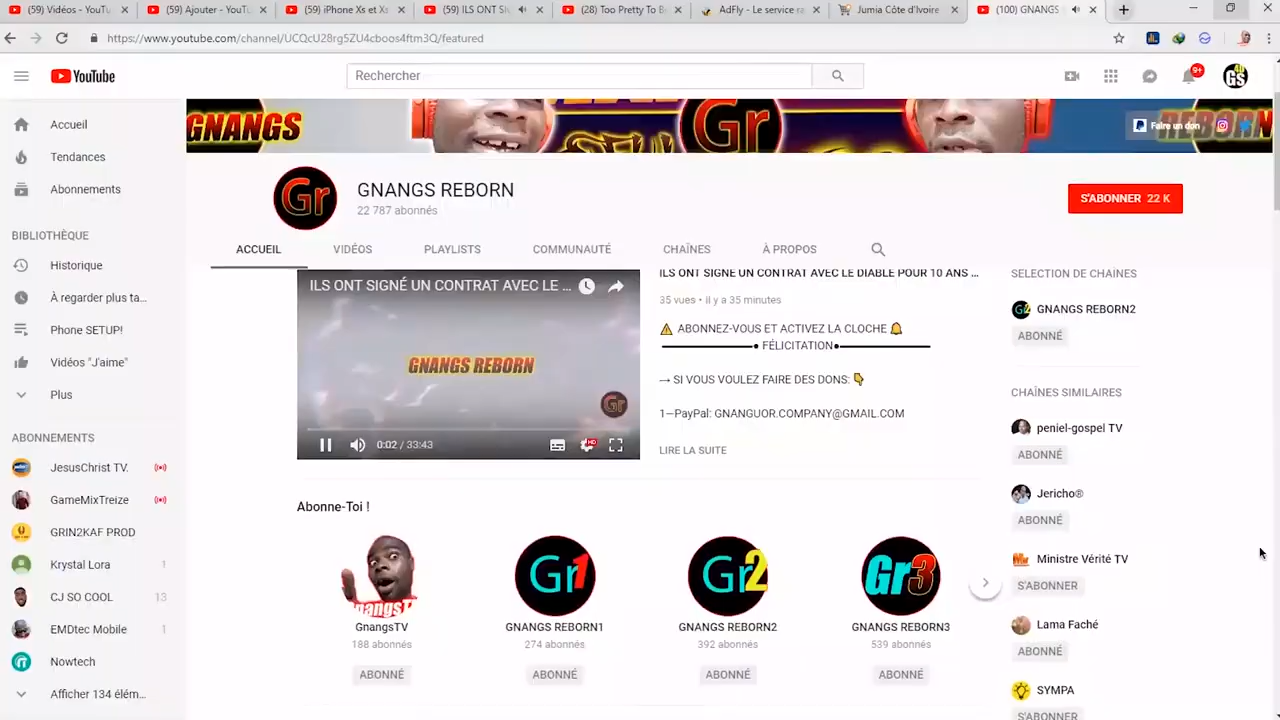 (59) Vidéos - YouTu
(59) Ajouter - YouTu
(59) iPhone Xs et Xs
(59) ILS ONT SI
(28) Too Pretty To Be
AdFly - Le service ra
Jumia Côte d'Ivoire
(100) GNANGS
https://www.youtube.com/channel/UCQcU28rg5ZU4cboos4ftm3Q/featured
YouTube
Rechercher
9+
4U
GS
Accueil
Tendances
Abonnements
BIBLIOTHÈQUE
Historique
À regarder plus ta...
Phone SETUP!
Vidéos "J'aime"
Plus
ABONNEMENTS
JesusChrist TV.
GameMixTreize
GRIN2KAF PROD
Krystal Lora 1
CJ SO COOL 13
EMDtec Mobile 1
Nowtech
Afficher 134 élém...
GNANGS
Gr
Faire un don
Gr
GNANGS REBORN
22 787 abonnés
S'ABONNER 22 K
ACCUEIL
VIDÉOS
PLAYLISTS
COMMUNAUTÉ
CHAÎNES
À PROPOS
ILS ONT SIGNÉ UN CONTRAT AVEC LE ...
GNANGS REBORN
Gr
0:02 / 33:43
HD
ILS ONT SIGNÉ UN CONTRAT AVEC LE DIABLE POUR 10 ANS ...
35 vues • il y a 35 minutes
⚠ ABONNEZ-VOUS ET ACTIVEZ LA CLOCHE 🔔
● FÉLICITATION●
→ SI VOUS VOULEZ FAIRE DES DONS: 👇
1—PayPal: GNANGUOR.COMPANY@GMAIL.COM
LIRE LA SUITE
Abonne-Toi !
GnangsTV
188 abonnés
ABONNÉ
Gr1
GNANGS REBORN1
274 abonnés
ABONNÉ
Gr2
GNANGS REBORN2
392 abonnés
ABONNÉ
Gr3
GNANGS REBORN3
539 abonnés
ABONNÉ
SELECTION DE CHAINES
GNANGS REBORN2
ABONNÉ
CHAÎNES SIMILAIRES
peniel-gospel TV
ABONNÉ
Jericho®
ABONNÉ
Ministre Vérité TV
S'ABONNER
Lama Faché
ABONNÉ
SYMPA
S'ABONNER